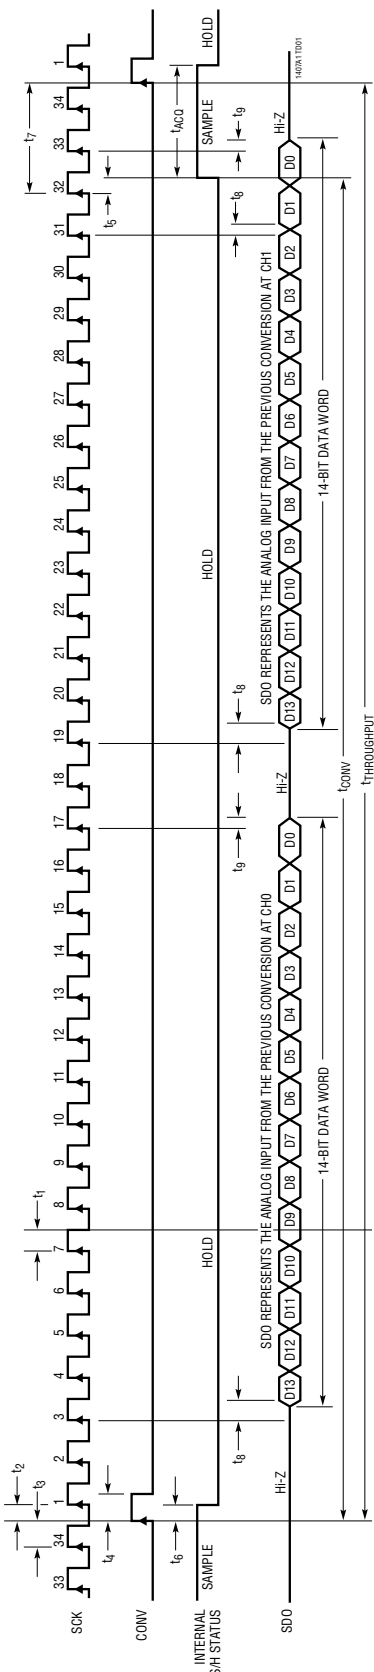 t2
t3
t1
t7
33 34 1 2 3 4 5 6 7 8 9 10 11 12 13 14 15 16 17 18 19 20 21 22 23 24 25 26 27 28 29 30 31 32 33 34 1
SCK
t4
t5
CONV
t6
tACQ
INTERNAL
S/H STATUS
SAMPLE HOLD HOLD SAMPLE HOLD
t8 t9 t8 t8 t9
SDO REPRESENTS THE ANALOG INPUT FROM THE PREVIOUS CONVERSION AT CH0
SDO REPRESENTS THE ANALOG INPUT FROM THE PREVIOUS CONVERSION AT CH1
Hi-Z Hi-Z Hi-Z
SDO
D13 D12 D11 D10 D9 D8 D7 D6 D5 D4 D3 D2 D1 D0 D13 D12 D11 D10 D9 D8 D7 D6 D5 D4 D3 D2 D1 D0
1407A1 TD01
14-BIT DATA WORD
14-BIT DATA WORD
tCONV
tTHROUGHPUT